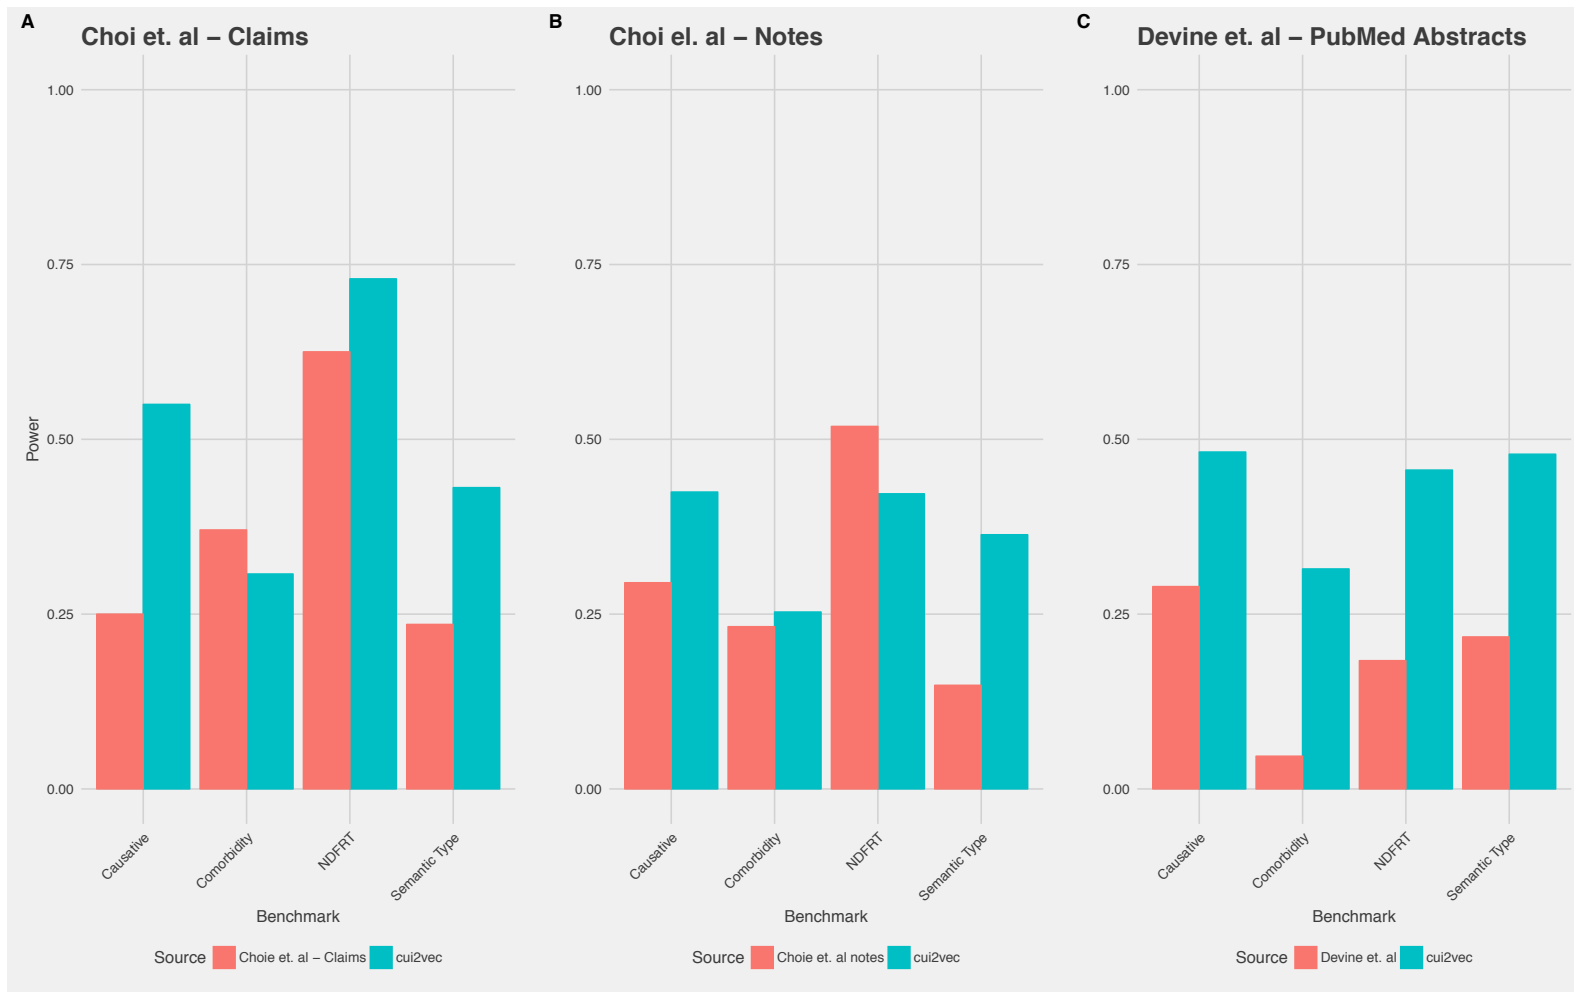 A
Choi et. al – Claims
Power
1.00
0.75
0.50
0.25
0.00
Causative
Comorbidity
NDFRT
Semantic Type
Benchmark
Source Choie et. al – Claims cui2vec
B
Choi el. al – Notes
1.00
0.75
0.50
0.25
0.00
Causative
Comorbidity
NDFRT
Semantic Type
Benchmark
Source Choie et. al notes cui2vec
C
Devine et. al – PubMed Abstracts
1.00
0.75
0.50
0.25
0.00
Causative
Comorbidity
NDFRT
Semantic Type
Benchmark
Source Devine et. al cui2vec